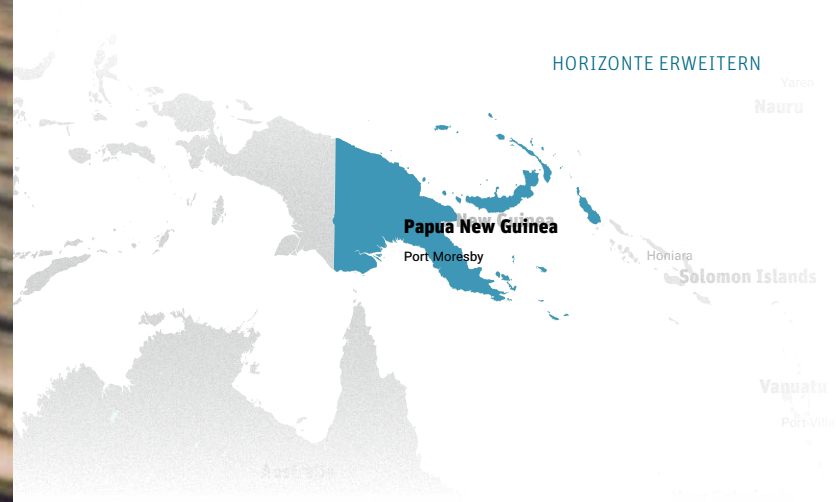 HORIZONTE ERWEITERN
Yaren
Nauru
New Guinea
Papua New Guinea
Port Moresby
Honiara
Solomon Islands
Vanuatu
Port-Vila
Australia